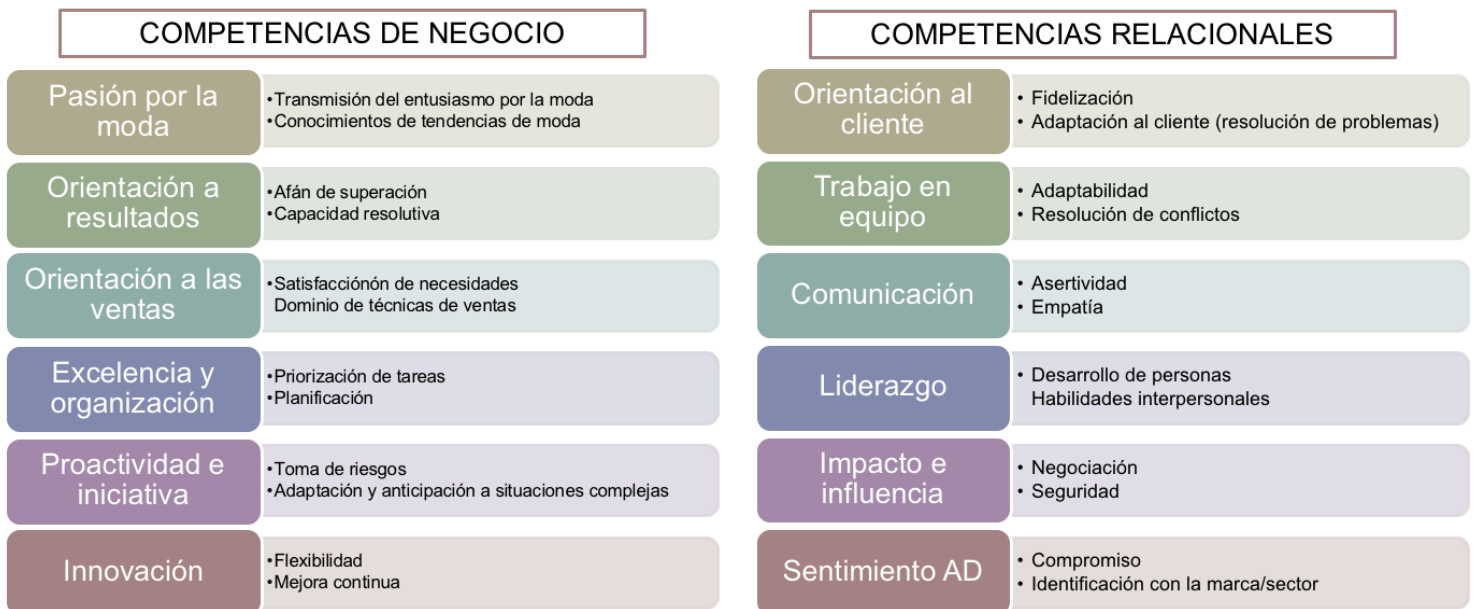 COMPETENCIAS DE NEGOCIO
Pasión por la
moda
•Transmisión del entusiasmo por la moda
•Conocimientos de tendencias de moda
Orientación a
resultados
•Afán de superación
•Capacidad resolutiva
Orientación a las
ventas
•Satisfacciónón de necesidades
Dominio de técnicas de ventas
Excelencia y
organización
•Priorización de tareas
•Planificación
Proactividad e
iniciativa
•Toma de riesgos
•Adaptación y anticipación a situaciones complejas
Innovación
•Flexibilidad
•Mejora continua
COMPETENCIAS RELACIONALES
Orientación al
cliente
• Fidelización
• Adaptación al cliente (resolución de problemas)
Trabajo en
equipo
• Adaptabilidad
• Resolución de conflictos
Comunicación
• Asertividad
• Empatía
Liderazgo
• Desarrollo de personas
Habilidades interpersonales
Impacto e
influencia
• Negociación
• Seguridad
Sentimiento AD
• Compromiso
• Identificación con la marca/sector